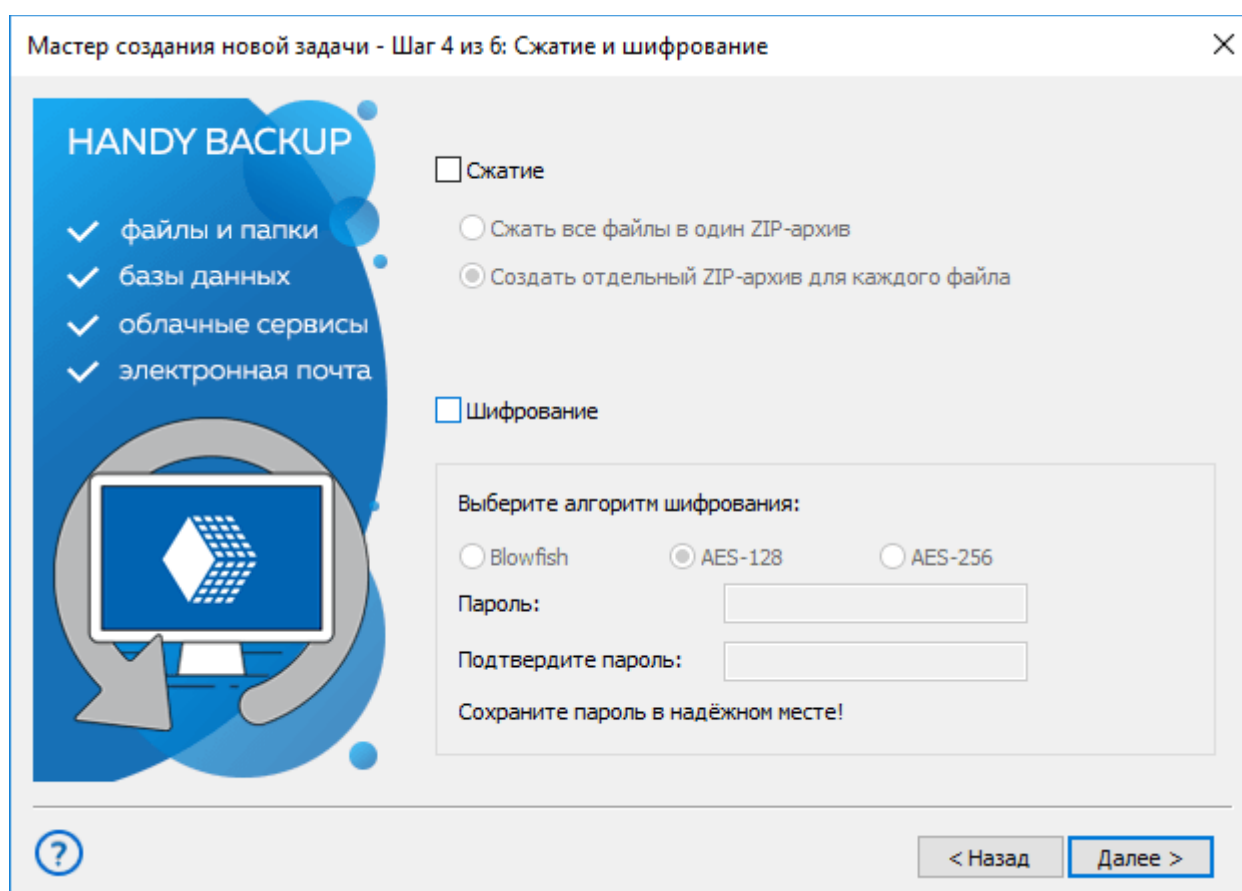 Мастер создания новой задачи - Шаг 4 из 6: Сжатие и шифрование
HANDY BACKUP
файлы и папки
базы данных
облачные сервисы
электронная почта
Сжатие
Сжать все файлы в один ZIP-архив
Создать отдельный ZIP-архив для каждого файла
Шифрование
Выберите алгоритм шифрования:
Blowfish AES-128 AES-256
Пароль:
Подтвердите пароль:
Сохраните пароль в надёжном месте!
?
< Назад Далее >